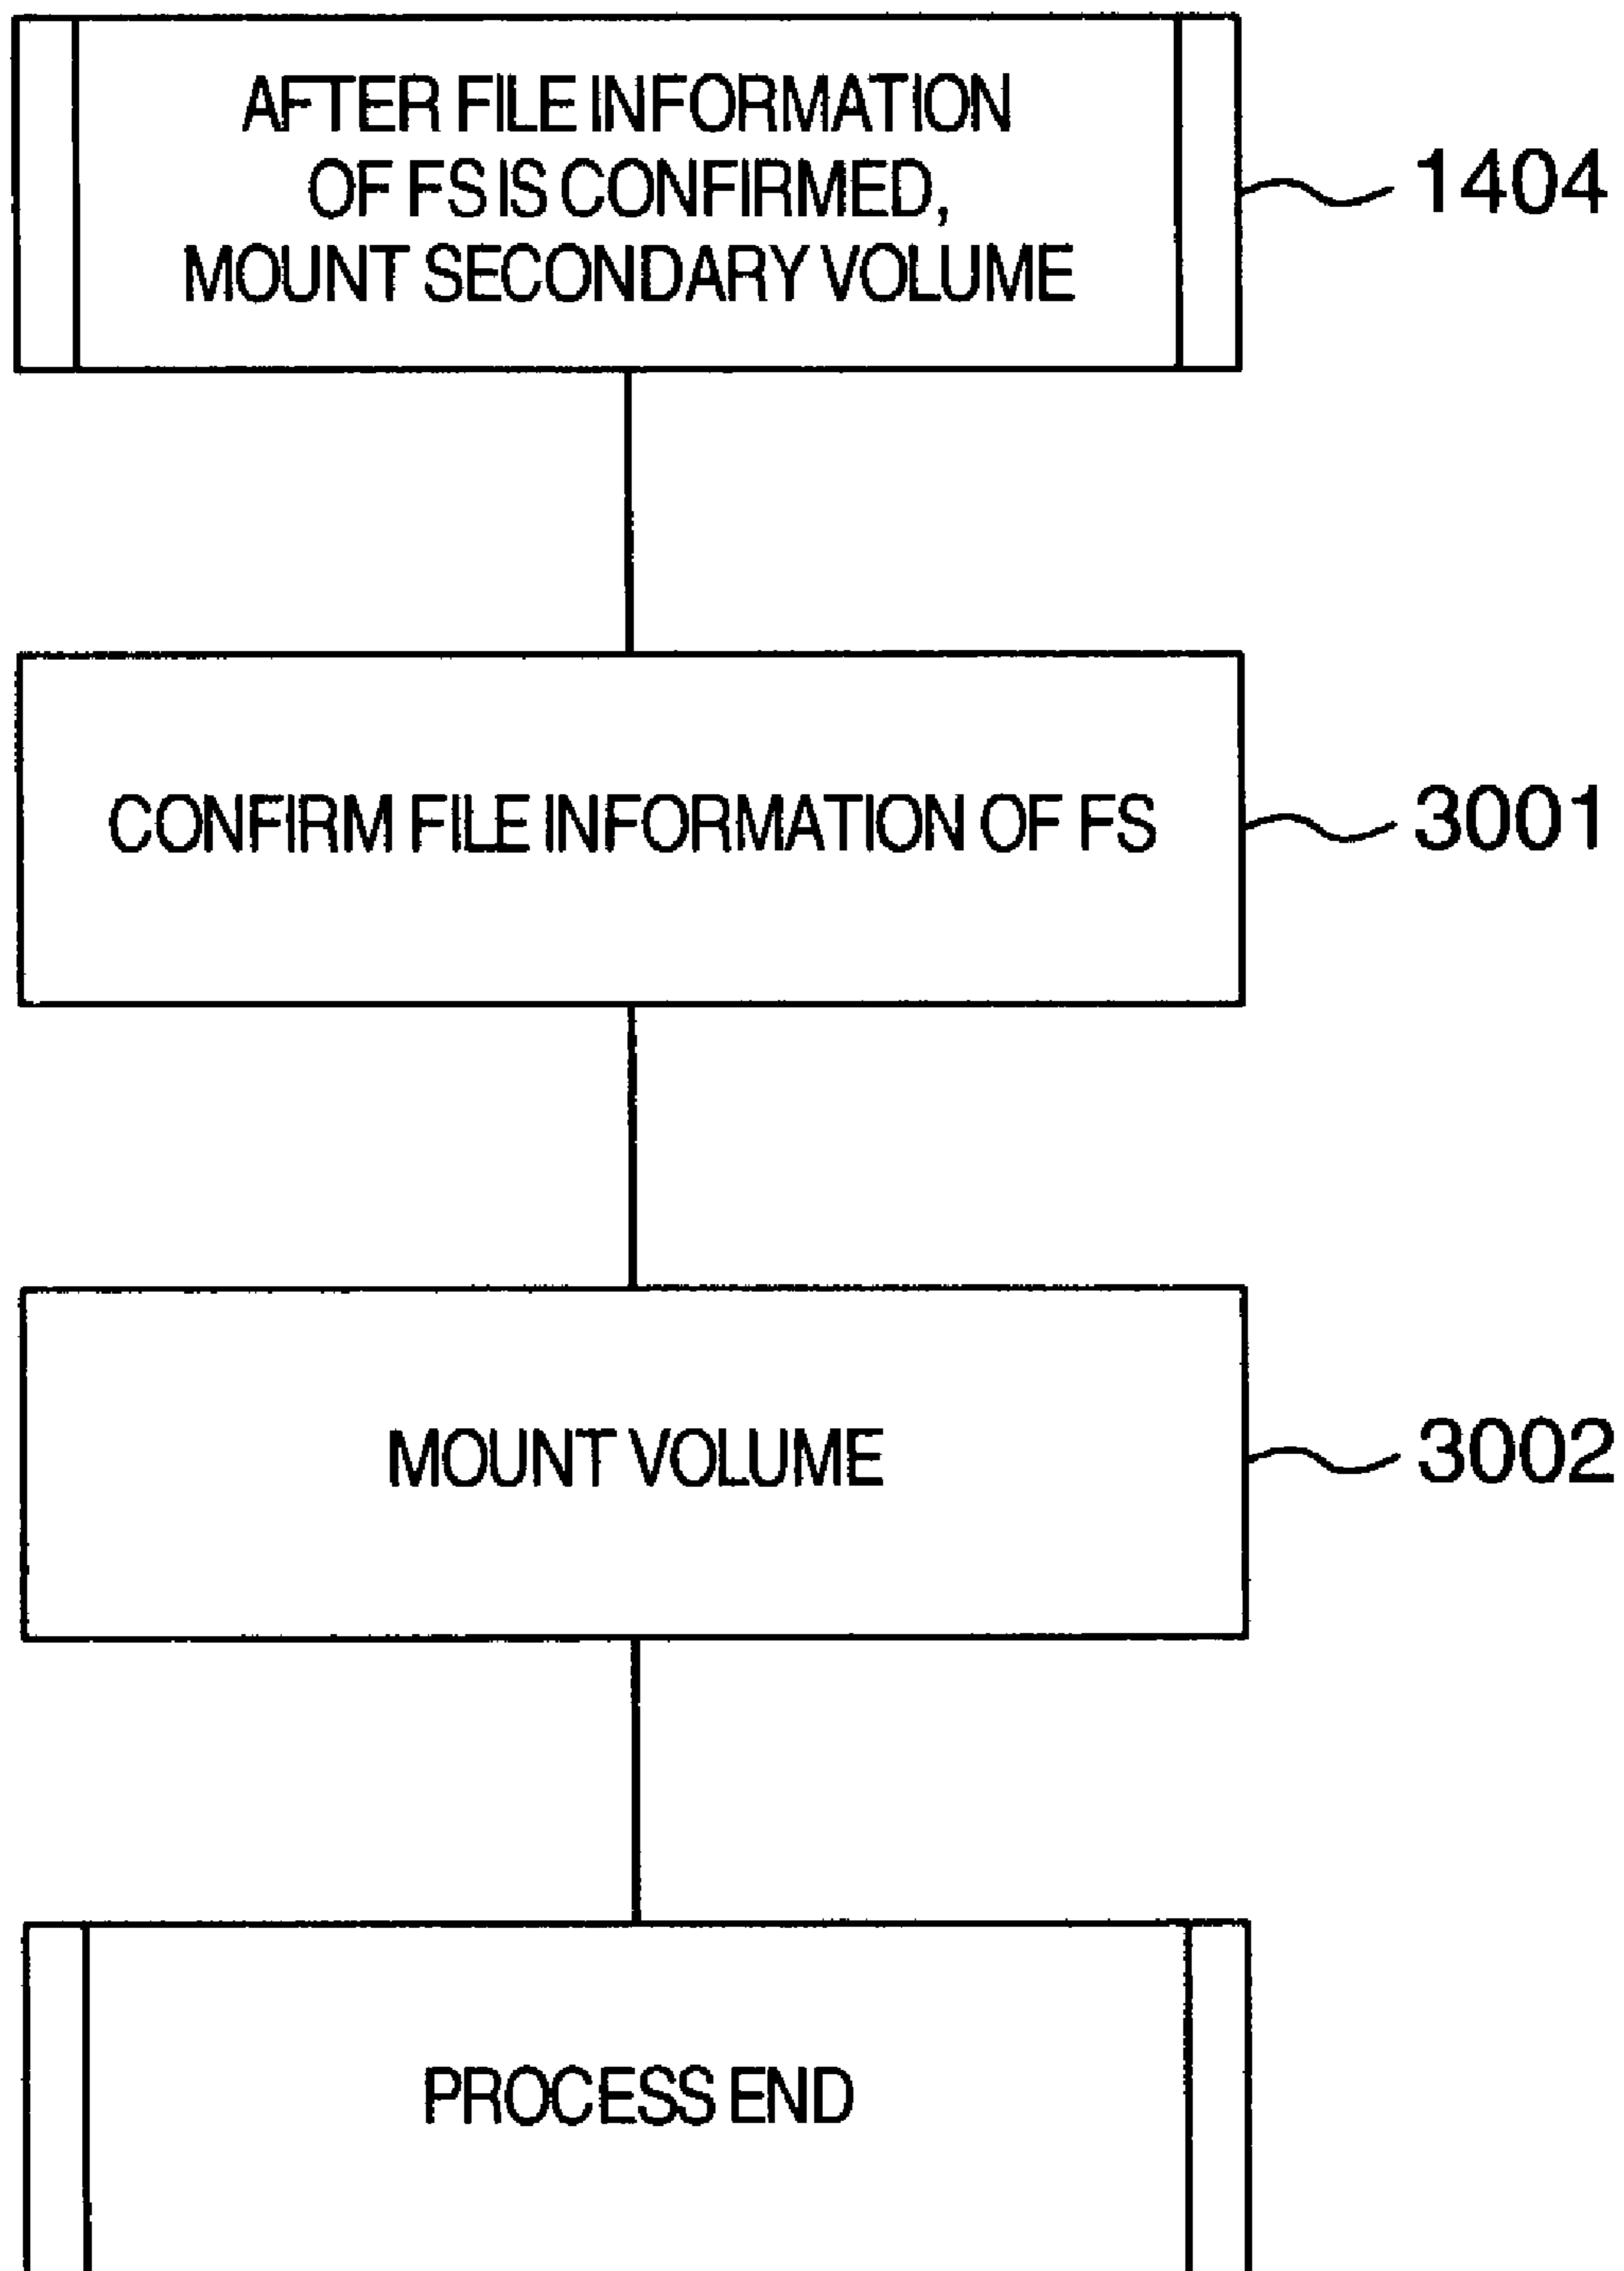 AFTER FILE INFORMATION
OF FS IS CONFIRMED,
MOUNT SECONDARY VOLUME
1404
CONFIRM FILE INFORMATION OF FS
3001
MOUNT VOLUME
3002
PROCESS END